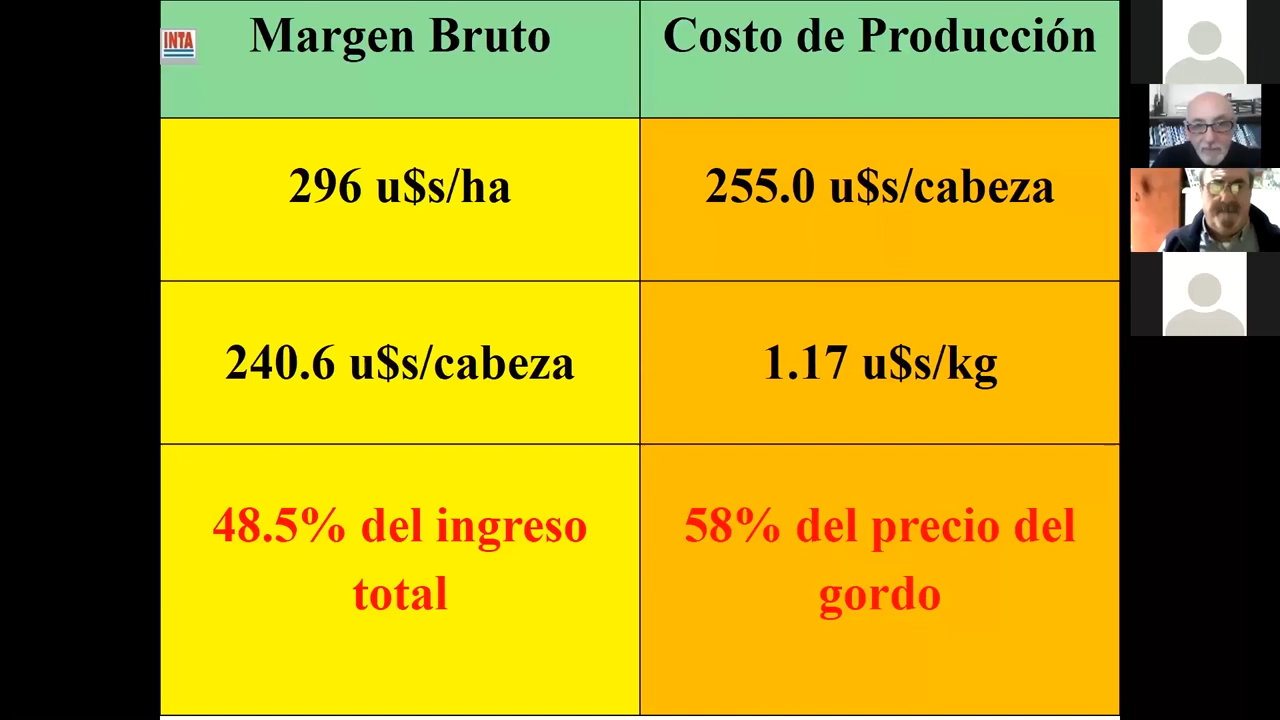 INTA
Margen Bruto
Costo de Producción
296 u$s/ha
255.0 u$s/cabeza
240.6 u$s/cabeza
1.17 u$s/kg
48.5% del ingreso
total
58% del precio del
gordo